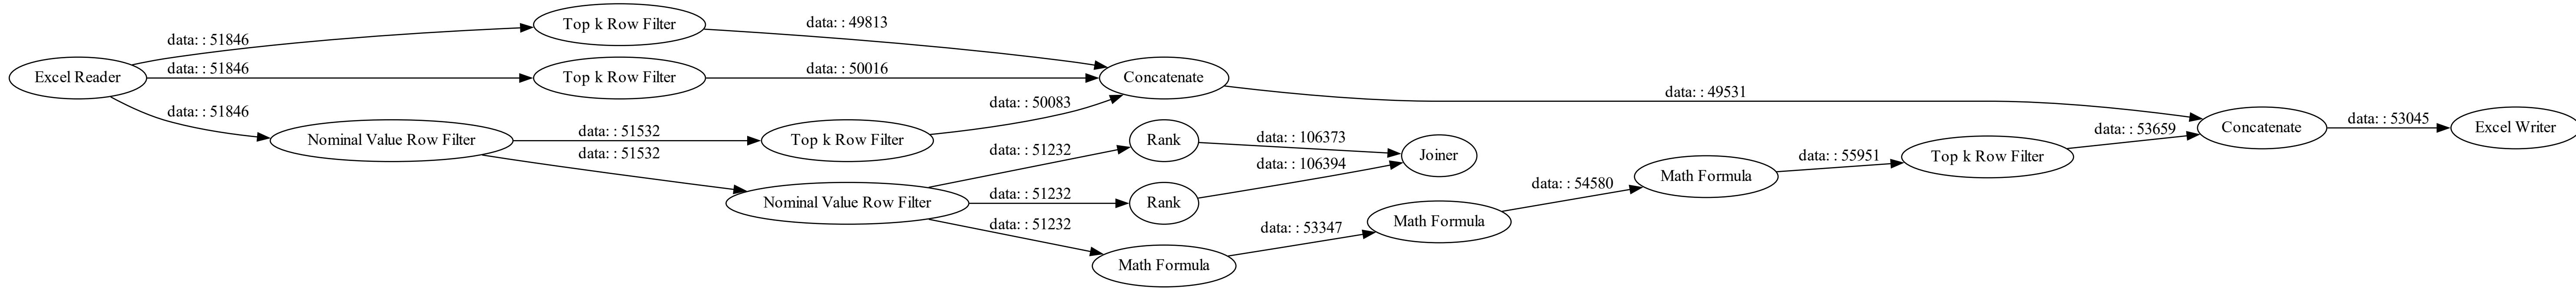 Excel Reader
data: : 51846
data: : 51846
data: : 51846
Top k Row Filter
Top k Row Filter
Nominal Value Row Filter
data: : 49813
data: : 50016
data: : 51532
data: : 51532
Top k Row Filter
Nominal Value Row Filter
data: : 50083
data: : 51232
data: : 51232
data: : 51232
Concatenate
Rank
Rank
Math Formula
data: : 106373
data: : 106394
data: : 53347
Joiner
Math Formula
data: : 54580
data: : 49531
Math Formula
data: : 55951
Top k Row Filter
data: : 53659
Concatenate
data: : 53045
Excel Writer